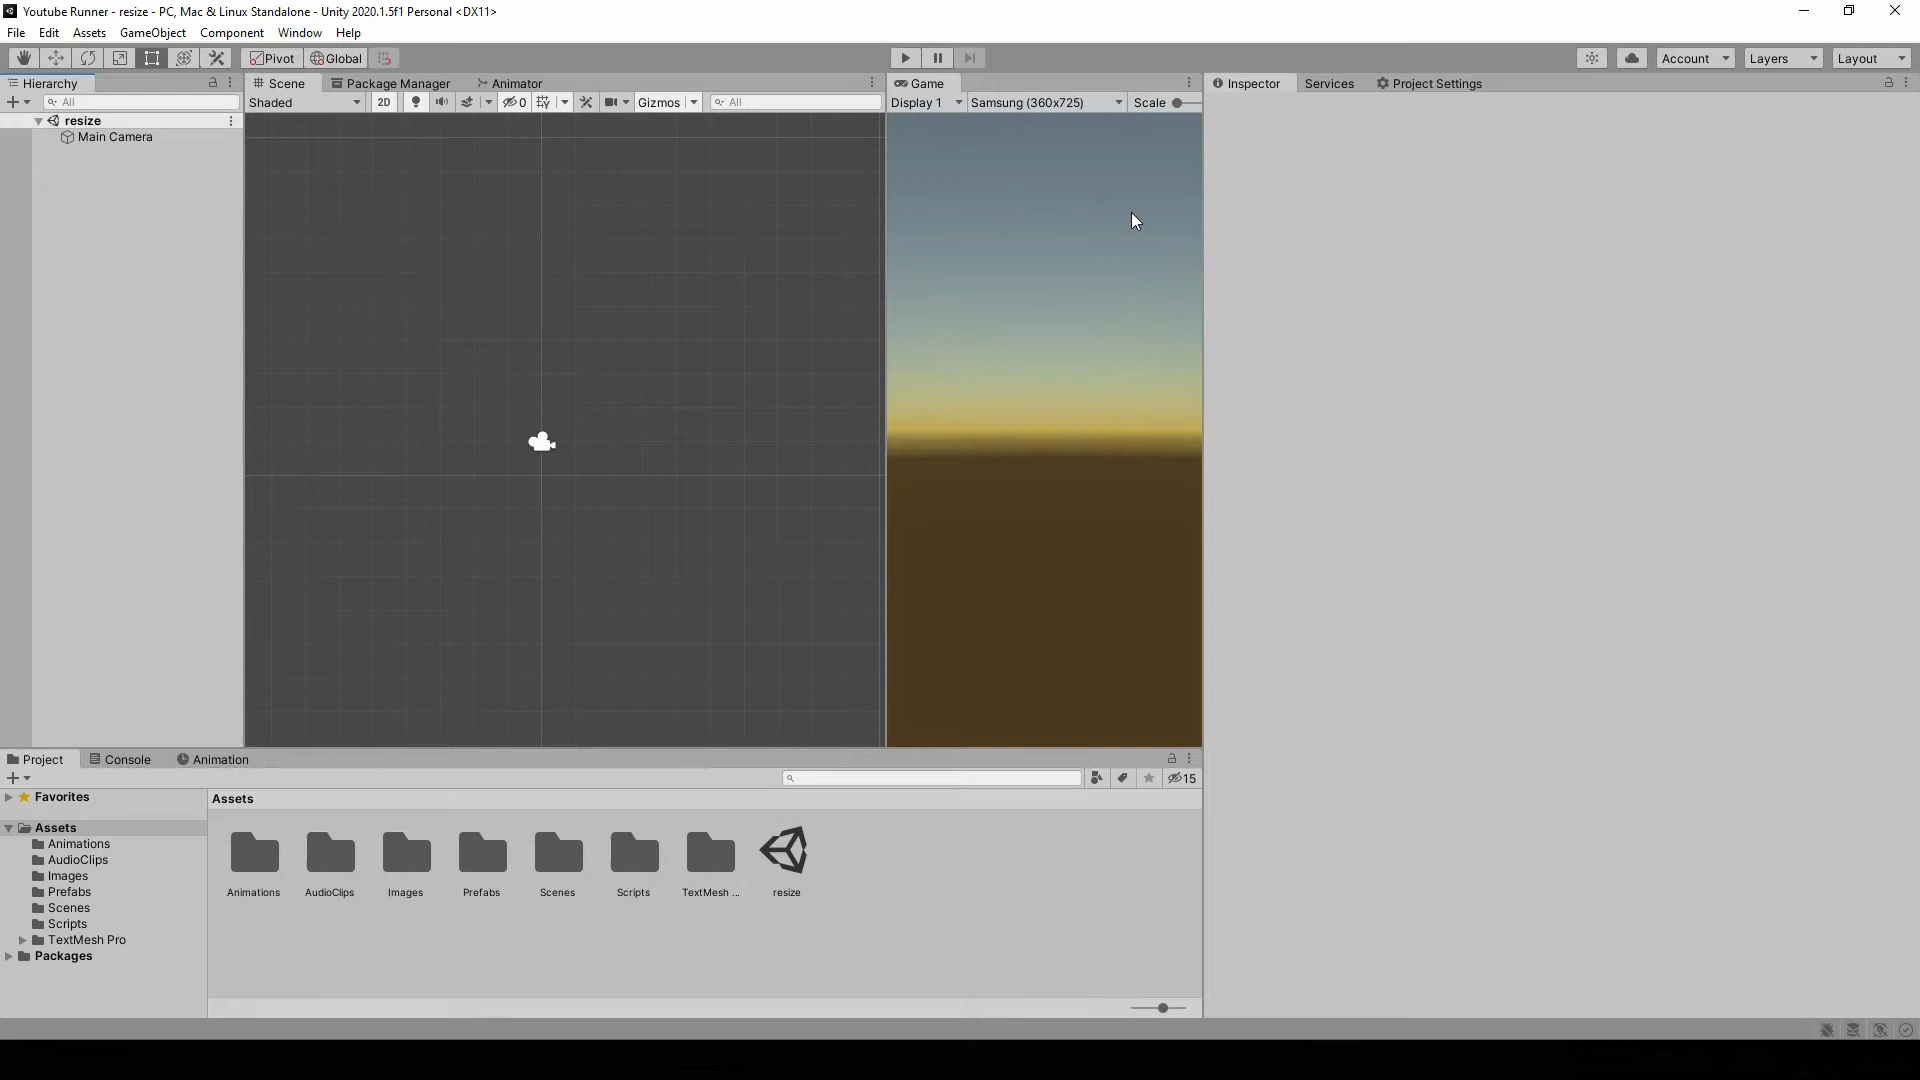 Youtube Runner - resize - PC, Mac & Linux Standalone - Unity 2020.1.5f1 Personal <DX11>
File Edit Assets GameObject Component Window Help
Pivot Global Account Layers Layout
Hierarchy Scene Package Manager Animator Game Inspector Services Project Settings
All Shaded 2D 0 Gizmos All Display 1 Samsung (360x725) Scale
resize
Main Camera
Project Console Animation
15
Favorites Assets
Assets
Animations
AudioClips
Images
Prefabs
Scenes
Scripts
TextMesh Pro
Packages
Animations AudioClips Images Prefabs Scenes Scripts TextMesh ... resize